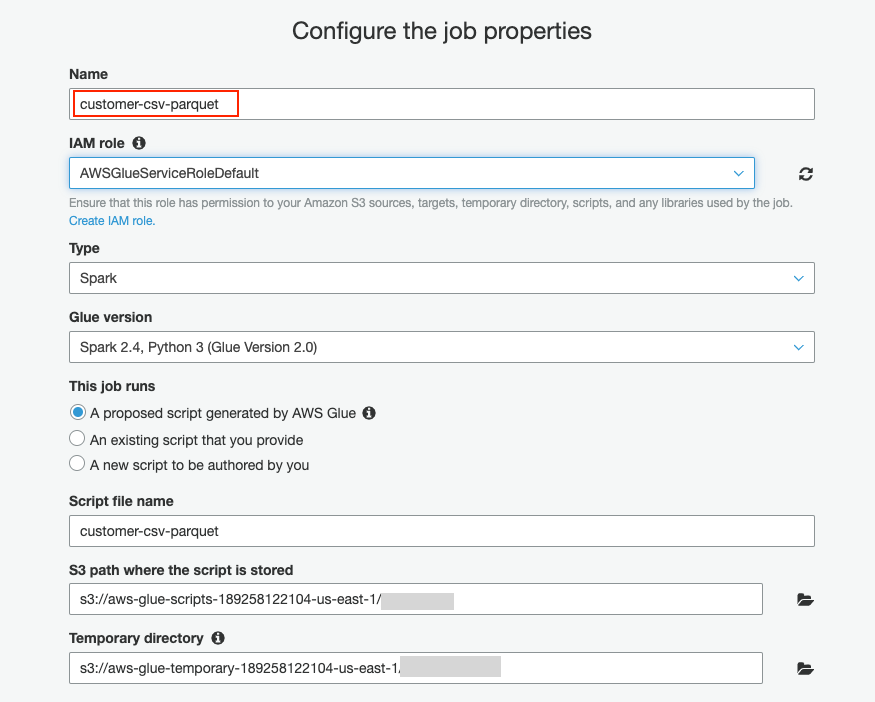 Configure the job properties
Name
customer-csv-parquet
IAM role
AWSGlueServiceRoleDefault
Ensure that this role has permission to your Amazon S3 sources, targets, temporary directory, scripts, and any libraries used by the job.
Create IAM role.
Type
Spark
Glue version
Spark 2.4, Python 3 (Glue Version 2.0)
This job runs
A proposed script generated by AWS Glue
An existing script that you provide
A new script to be authored by you
Script file name
customer-csv-parquet
S3 path where the script is stored
s3://aws-glue-scripts-189258122104-us-east-1/
Temporary directory
s3://aws-glue-temporary-189258122104-us-east-1/